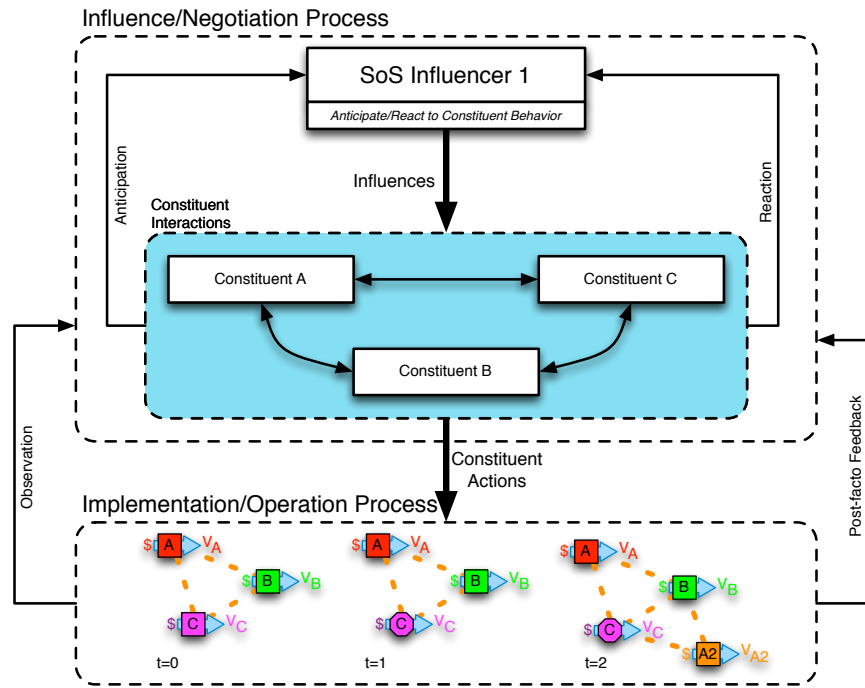 Influence/Negotiation Process
SoS Influencer 1
Anticipate/React to Constituent Behavior
Anticipation
Influences
Reaction
Constituent
Interactions
Constituent A
Constituent C
Constituent B
Observation
Constituent
Actions
Post-facto Feedback
Implementation/Operation Process
$ A VA
$ B VB
$ C VC
t=0
$ A VA
$ B VB
$ C VC
t=1
$ A VA
$ B VB
$ C VC
$ A2 VA2
t=2